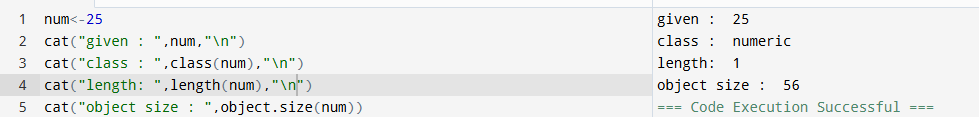 1 num<-25
2 cat("given : ",num,"\n")
3 cat("class : ",class(num),"\n")
4 cat("length: ",length(num),"\n")
5 cat("object size : ",object.size(num))
given :  25
class :  numeric
length:  1
object size :  56
=== Code Execution Successful ===